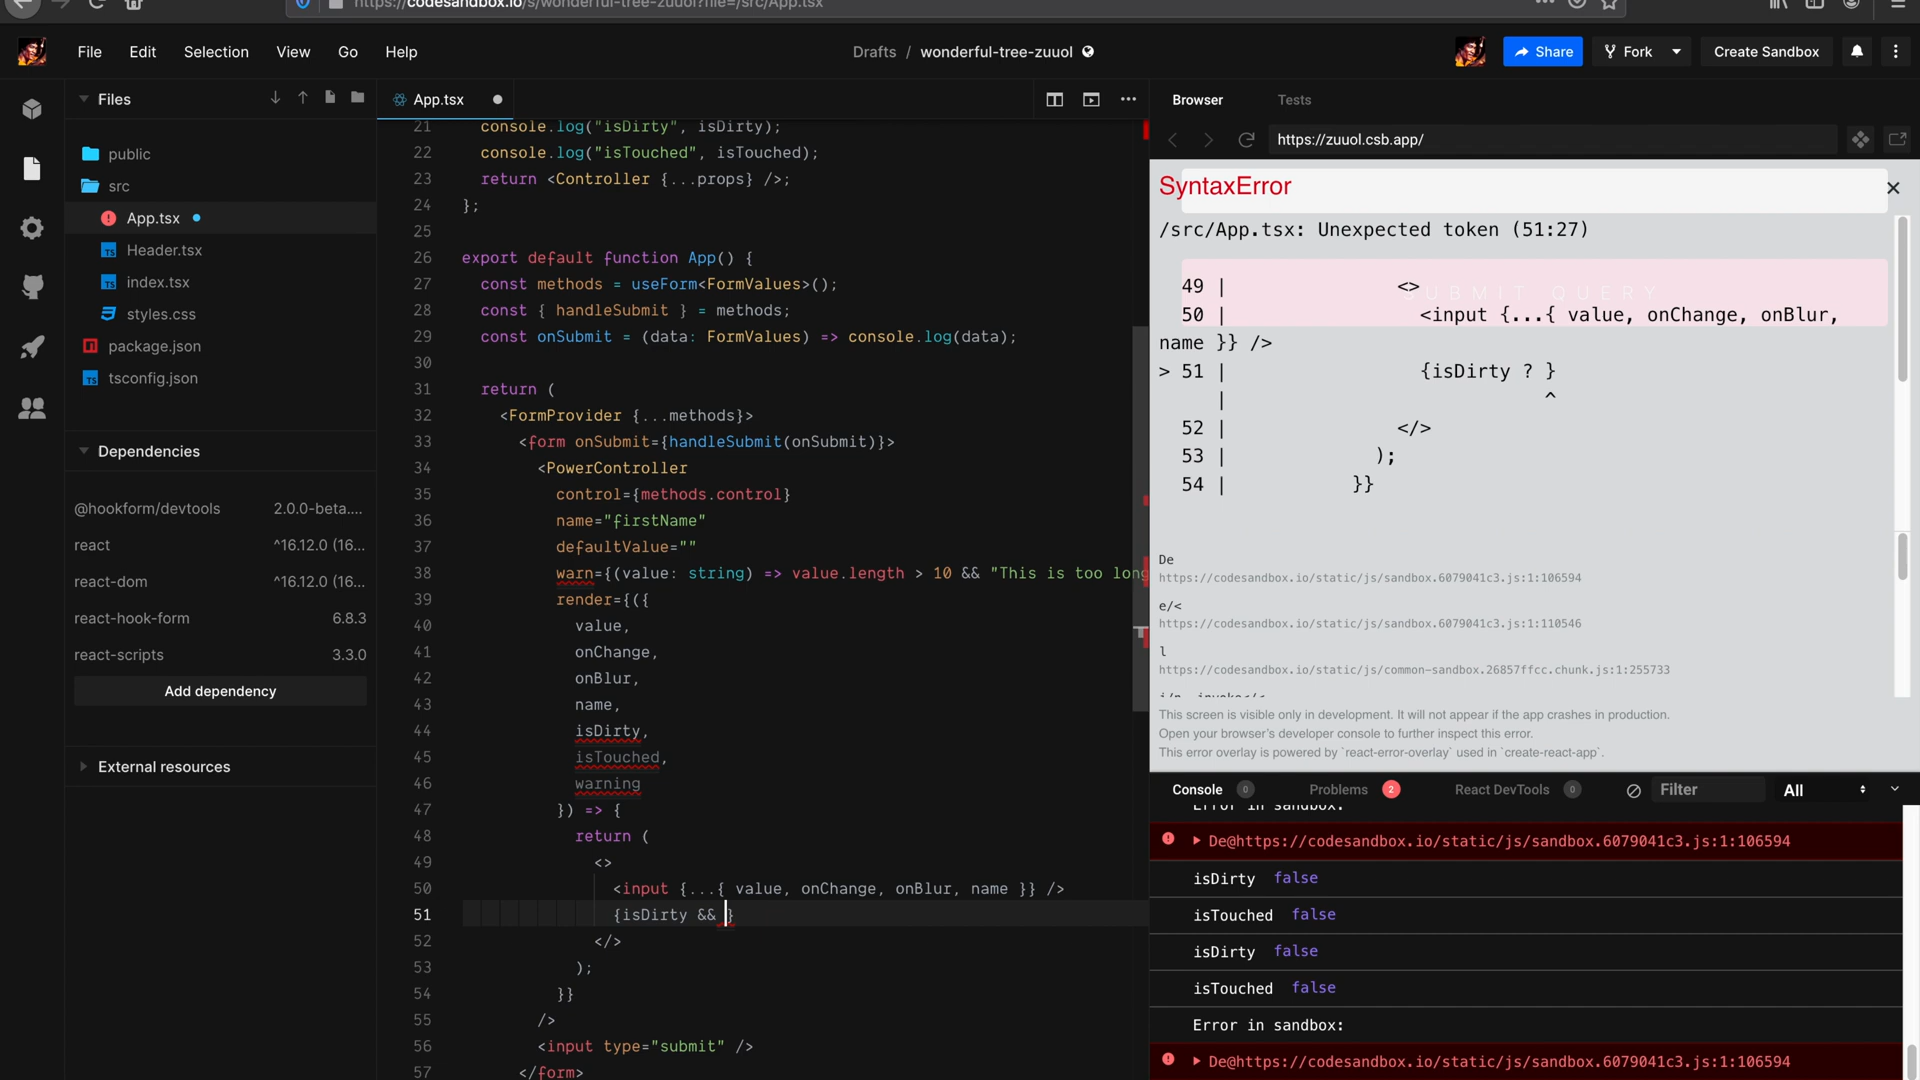 https://codesandbox.io/s/wonderful-tree-zuuol?file=/src/App.tsx
File Edit Selection View Go Help
Drafts / wonderful-tree-zuuol
Share Fork Create Sandbox
Files
public
src
App.tsx
Header.tsx
index.tsx
styles.css
package.json
tsconfig.json
Dependencies
@hookform/devtools 2.0.0-beta....
react ^16.12.0 (16...
react-dom ^16.12.0 (16...
react-hook-form 6.8.3
react-scripts 3.3.0
Add dependency
External resources
App.tsx
21 console.log("isDirty", isDirty);
22 console.log("isTouched", isTouched);
23 return <Controller {...props} />;
24 };
25
26 export default function App() {
27 const methods = useForm<FormValues>();
28 const { handleSubmit } = methods;
29 const onSubmit = (data: FormValues) => console.log(data);
30
31 return (
32 <FormProvider {...methods}>
33 <form onSubmit={handleSubmit(onSubmit)}>
34 <PowerController
35 control={methods.control}
36 name="firstName"
37 defaultValue=""
38 warn={(value: string) => value.length > 10 && "This is too long
39 render={({
40 value,
41 onChange,
42 onBlur,
43 name,
44 isDirty,
45 isTouched,
46 warning
47 }) => {
48 return (
49 <>
50 <input {...{ value, onChange, onBlur, name }} />
51 {isDirty && }
52 </>
53 );
54 }}
55 />
56 <input type="submit" />
57 </form>
Browser Tests
https://zuuol.csb.app/
SyntaxError
/src/App.tsx: Unexpected token (51:27)
49 | <>
SUBMIT QUERY
50 | <input {...{ value, onChange, onBlur,
name }} />
> 51 | {isDirty ? }
| ^
52 | </>
53 | );
54 | }}
De
https://codesandbox.io/static/js/sandbox.6079041c3.js:1:106594
e/<
https://codesandbox.io/static/js/sandbox.6079041c3.js:1:110546
l
https://codesandbox.io/static/js/common-sandbox.26857ffcc.chunk.js:1:255733
This screen is visible only in development. It will not appear if the app crashes in production.
Open your browser's developer console to further inspect this error.
This error overlay is powered by `react-error-overlay` used in `create-react-app`.
Console 0 Problems 2 React DevTools 0 Filter All
Error in sandbox:
De@https://codesandbox.io/static/js/sandbox.6079041c3.js:1:106594
isDirty false
isTouched false
isDirty false
isTouched false
Error in sandbox:
De@https://codesandbox.io/static/js/sandbox.6079041c3.js:1:106594